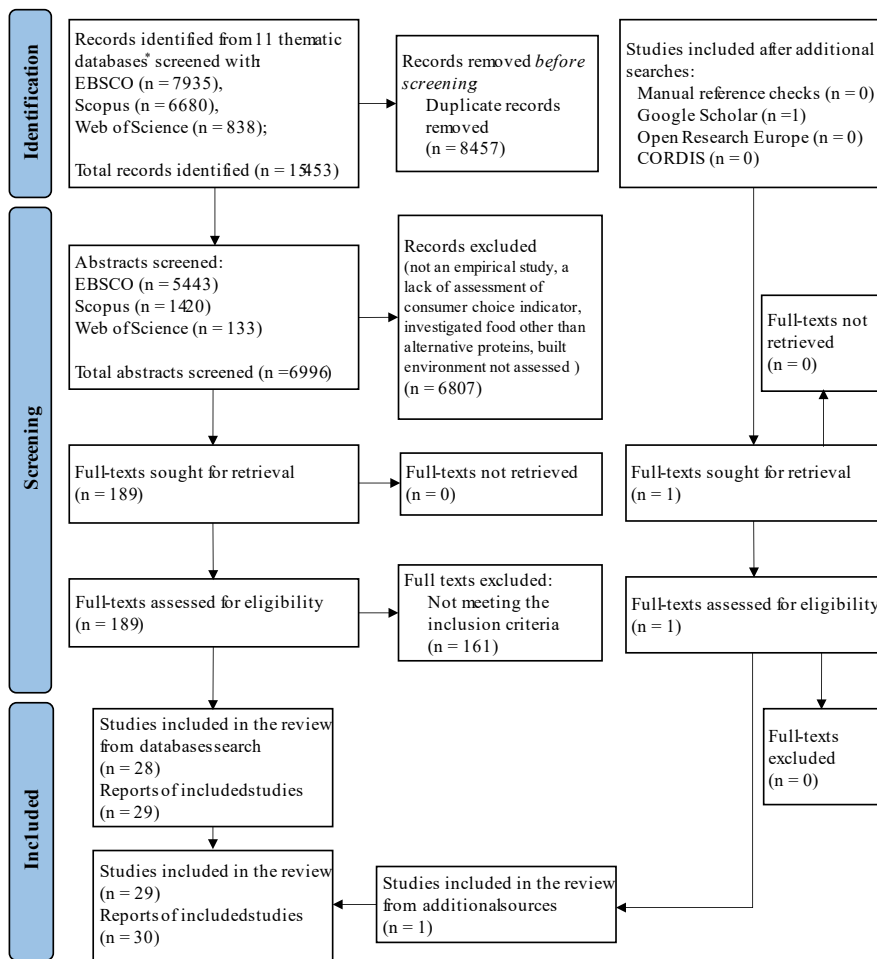 Identification
Records identified from 11 thematic
databases* screened with:
EBSCO (n = 7935),
Scopus (n = 6680),
Web of Science (n = 838);
Total records identified (n = 15453)
Records removed before
screening:
Duplicate records
removed
(n = 8457)
Studies included after additional
searches:
Manual reference checks (n = 0)
Google Scholar (n =1)
Open Research Europe (n = 0)
CORDIS (n = 0)
Screening
Abstracts screened:
EBSCO (n = 5443)
Scopus (n = 1420)
Web of Science (n = 133)
Total abstracts screened (n =6996)
Records excluded
(not an empirical study, a
lack of assessment of
consumer choice indicator,
investigated food other than
alternative proteins, built
environment not assessed )
(n = 6807)
Full-texts not
retrieved
(n = 0)
Full-texts sought for retrieval
(n = 189)
Full-texts not retrieved
(n = 0)
Full-texts sought for retrieval
(n = 1)
Full-texts assessed for eligibility
(n = 189)
Full texts excluded:
Not meeting the
inclusion criteria
(n = 161)
Full-texts assessed for eligibility
(n = 1)
Included
Studies included in the review
from databasessearch
(n = 28)
Reports of includedstudies
(n = 29)
Full-texts
excluded
(n = 0)
Studies included in the review
(n = 29)
Reports of includedstudies
(n = 30)
Studies included in the review
from additionalsources
(n = 1)